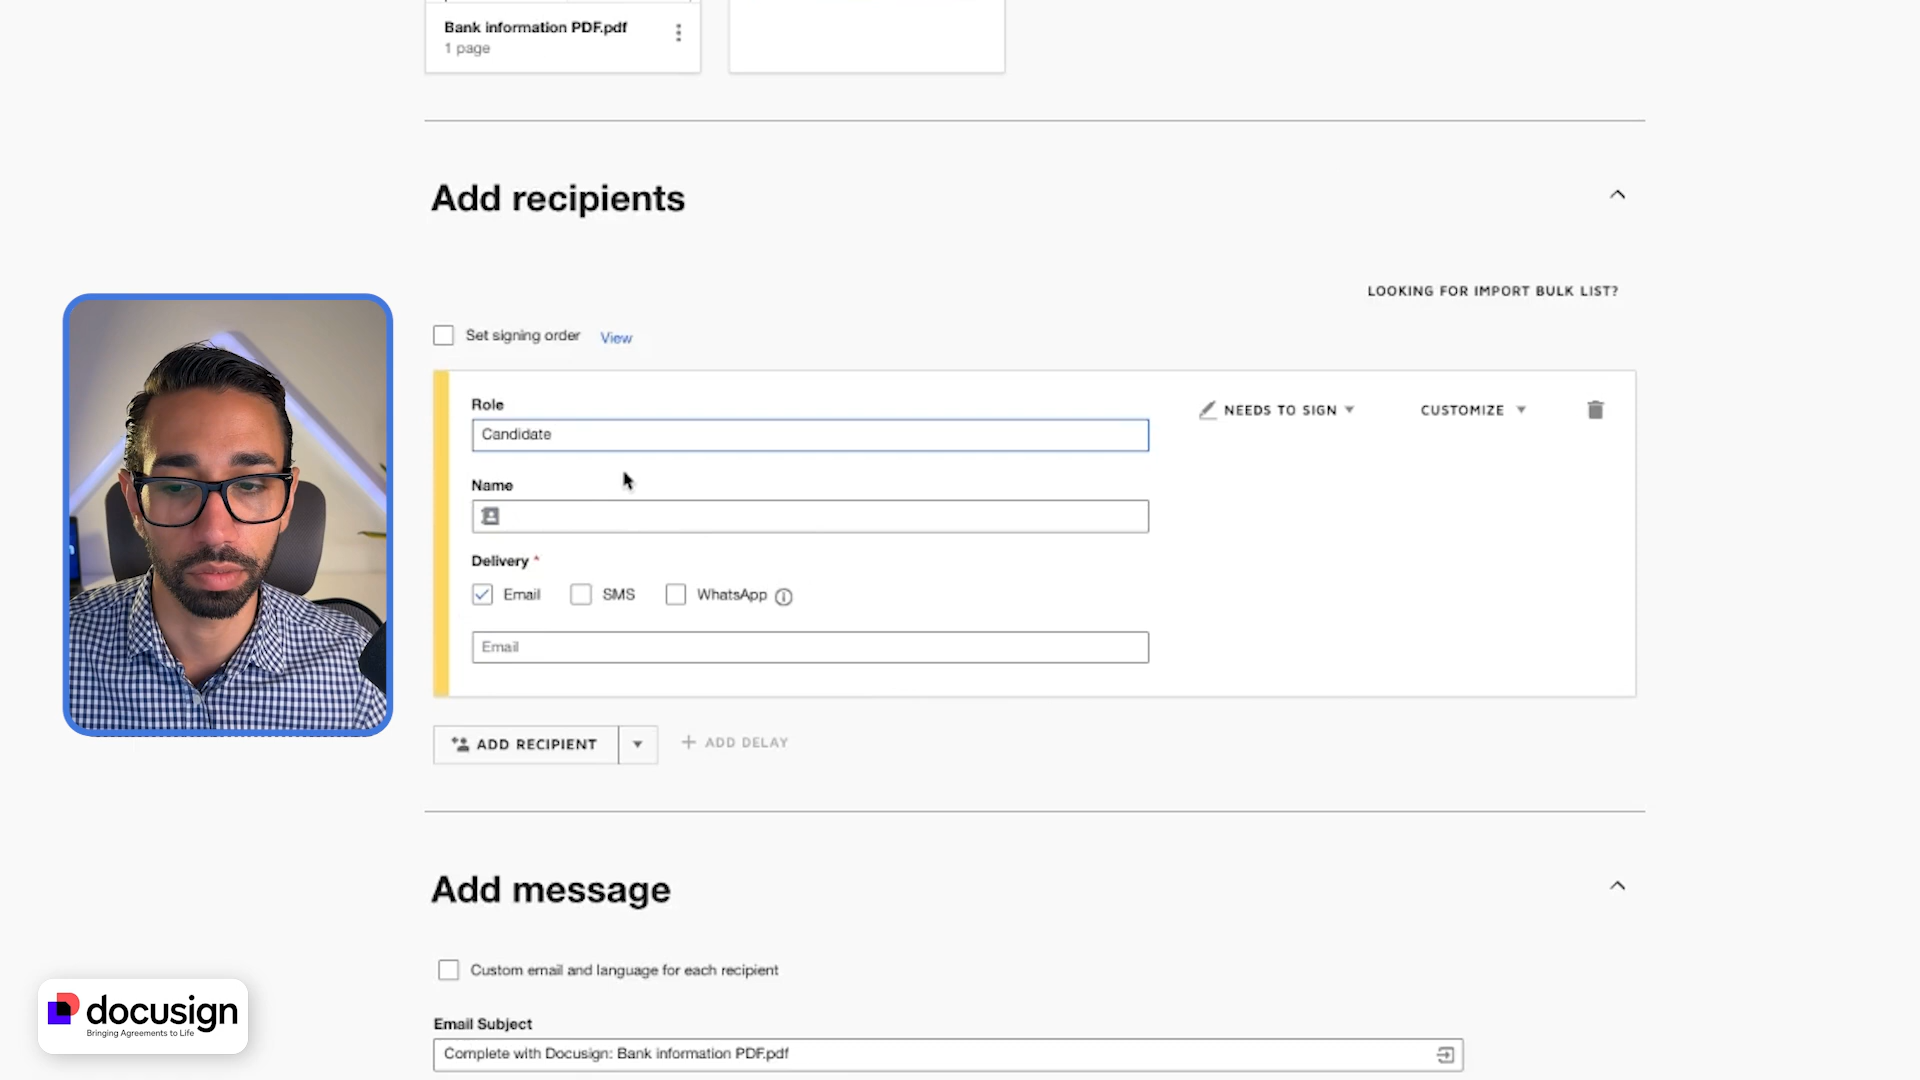 Bank information PDF.pdf
1 page
Add recipients
LOOKING FOR IMPORT BULK LIST?
Set signing order View
Role
Candidate
NEEDS TO SIGN
CUSTOMIZE
Name
Delivery *
Email SMS WhatsApp
Email
ADD RECIPIENT
ADD DELAY
Add message
Custom email and language for each recipient
Email Subject
Complete with Docusign: Bank information PDF.pdf
docusign
Bringing Agreements to Life